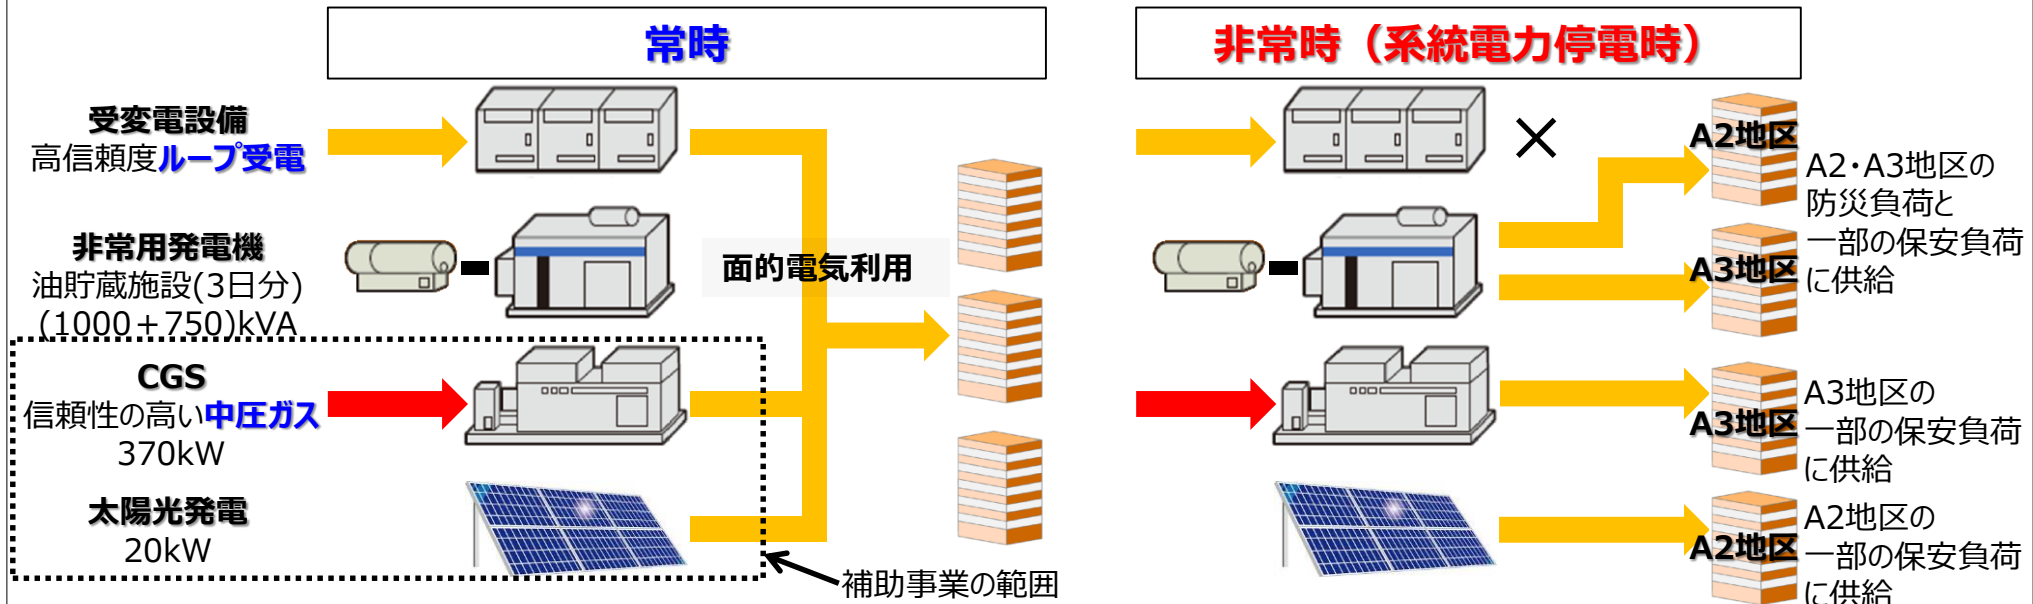 常時
受変電設備
高信頼度ループ受電
非常用発電機
油貯蔵施設(3日分)
(1000＋750)kVA
CGS
信頼性の高い中圧ガス
370kW
太陽光発電
20kW
面的電気利用
補助事業の範囲
非常時（系統電力停電時）
×
A2地区
A2・A3地区の
防災負荷と
一部の保安負荷
に供給
A3地区
A3地区
A3地区の
一部の保安負荷
に供給
A2地区
A2地区の
一部の保安負荷
に供給